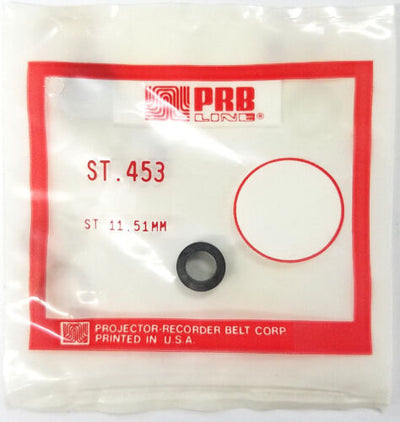 PRB
LINE®
ST.453
ST 11.51MM
PROJECTOR-RECORDER BELT CORP.
PRINTED IN U.S.A.